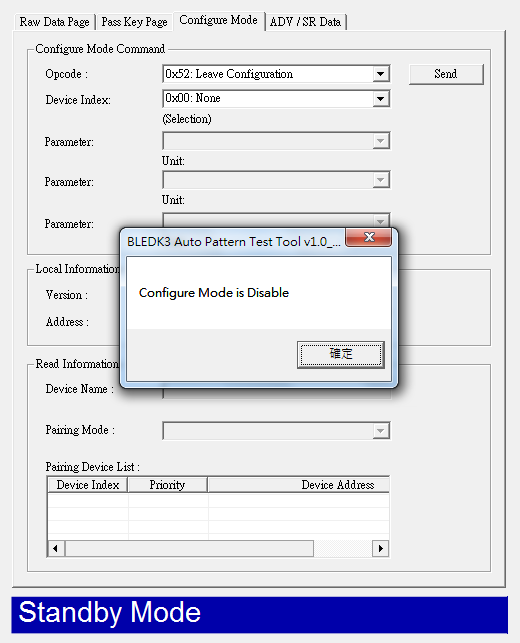 Raw Data Page
Pass Key Page
Configure Mode
ADV / SR Data
Configure Mode Command
Opcode :
0x52: Leave Configuration
Send
Device Index:
0x00: None
(Selection)
Parameter:
Unit:
Parameter:
Unit:
Parameter:
BLEDK3 Auto Pattern Test Tool v1.0_...
Configure Mode is Disable
確定
Local Information
Version :
Address :
Read Information
Device Name :
Pairing Mode :
Pairing Device List :
Device Index
Priority
Device Address
Standby Mode